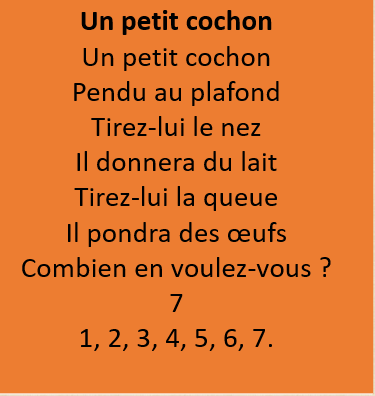 Un petit cochon
Un petit cochon
Pendu au plafond
Tirez-lui le nez
Il donnera du lait
Tirez-lui la queue
Il pondra des œufs
Combien en voulez-vous ?
7
1, 2, 3, 4, 5, 6, 7.